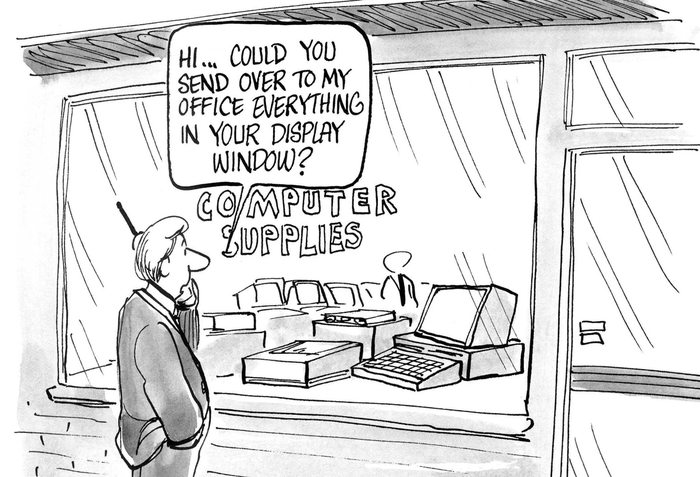 HI... COULD YOU
SEND OVER TO MY
OFFICE EVERYTHING
IN YOUR DISPLAY
WINDOW?
COMPUTER
SUPPLIES